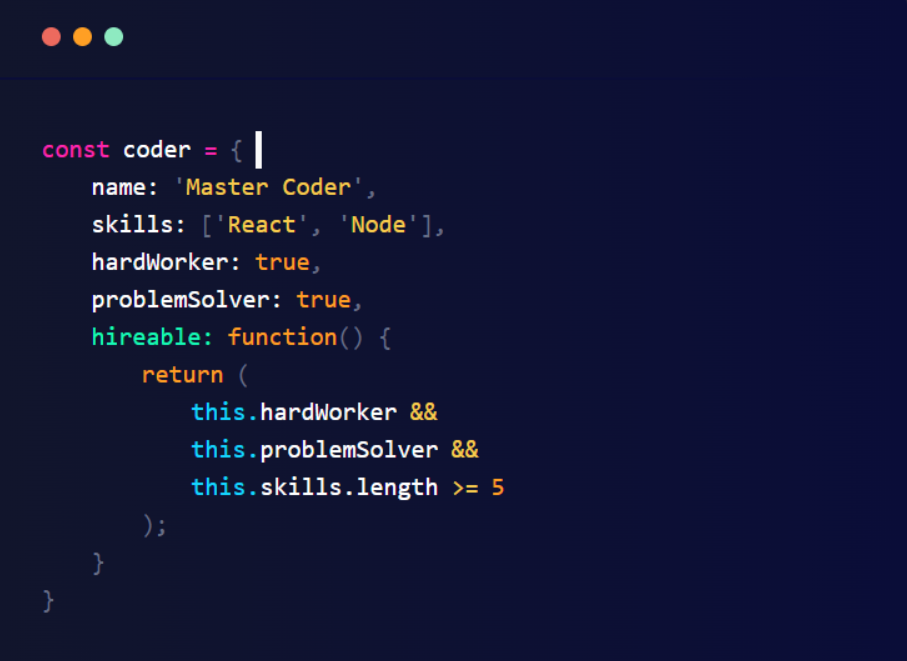 const coder = {
name: 'Master Coder',
skills: ['React', 'Node'],
hardWorker: true,
problemSolver: true,
hireable: function() {
return (
this.hardWorker &&
this.problemSolver &&
this.skills.length >= 5
);
}
}